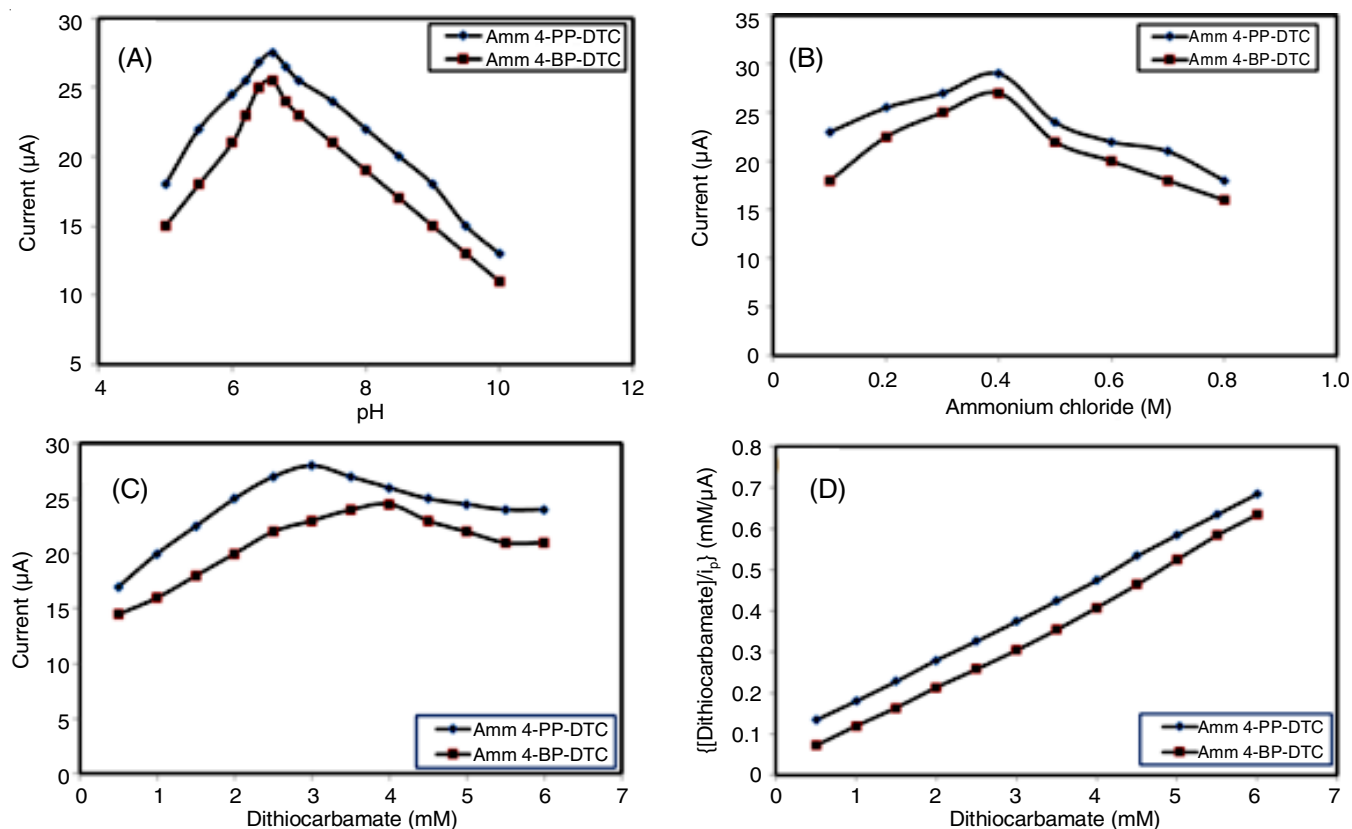 (A)
Amm 4-PP-DTC
Amm 4-BP-DTC
Current (µA)
30
25
20
15
10
5
4 6 8 10 12
pH
(B)
Amm 4-PP-DTC
Amm 4-BP-DTC
Current (µA)
35
30
25
20
15
10
5
0
0 0.2 0.4 0.6 0.8 1.0
Ammonium chloride (M)
(C)
Current (µA)
30
25
20
15
10
5
0
Amm 4-PP-DTC
Amm 4-BP-DTC
0 1 2 3 4 5 6 7
Dithiocarbamate (mM)
(D)
{[Dithiocarbamate]/ip} (mM/µA)
0.8
0.7
0.6
0.5
0.4
0.3
0.2
0.1
0
Amm 4-PP-DTC
Amm 4-BP-DTC
0 1 2 3 4 5 6 7
Dithiocarbamate (mM)